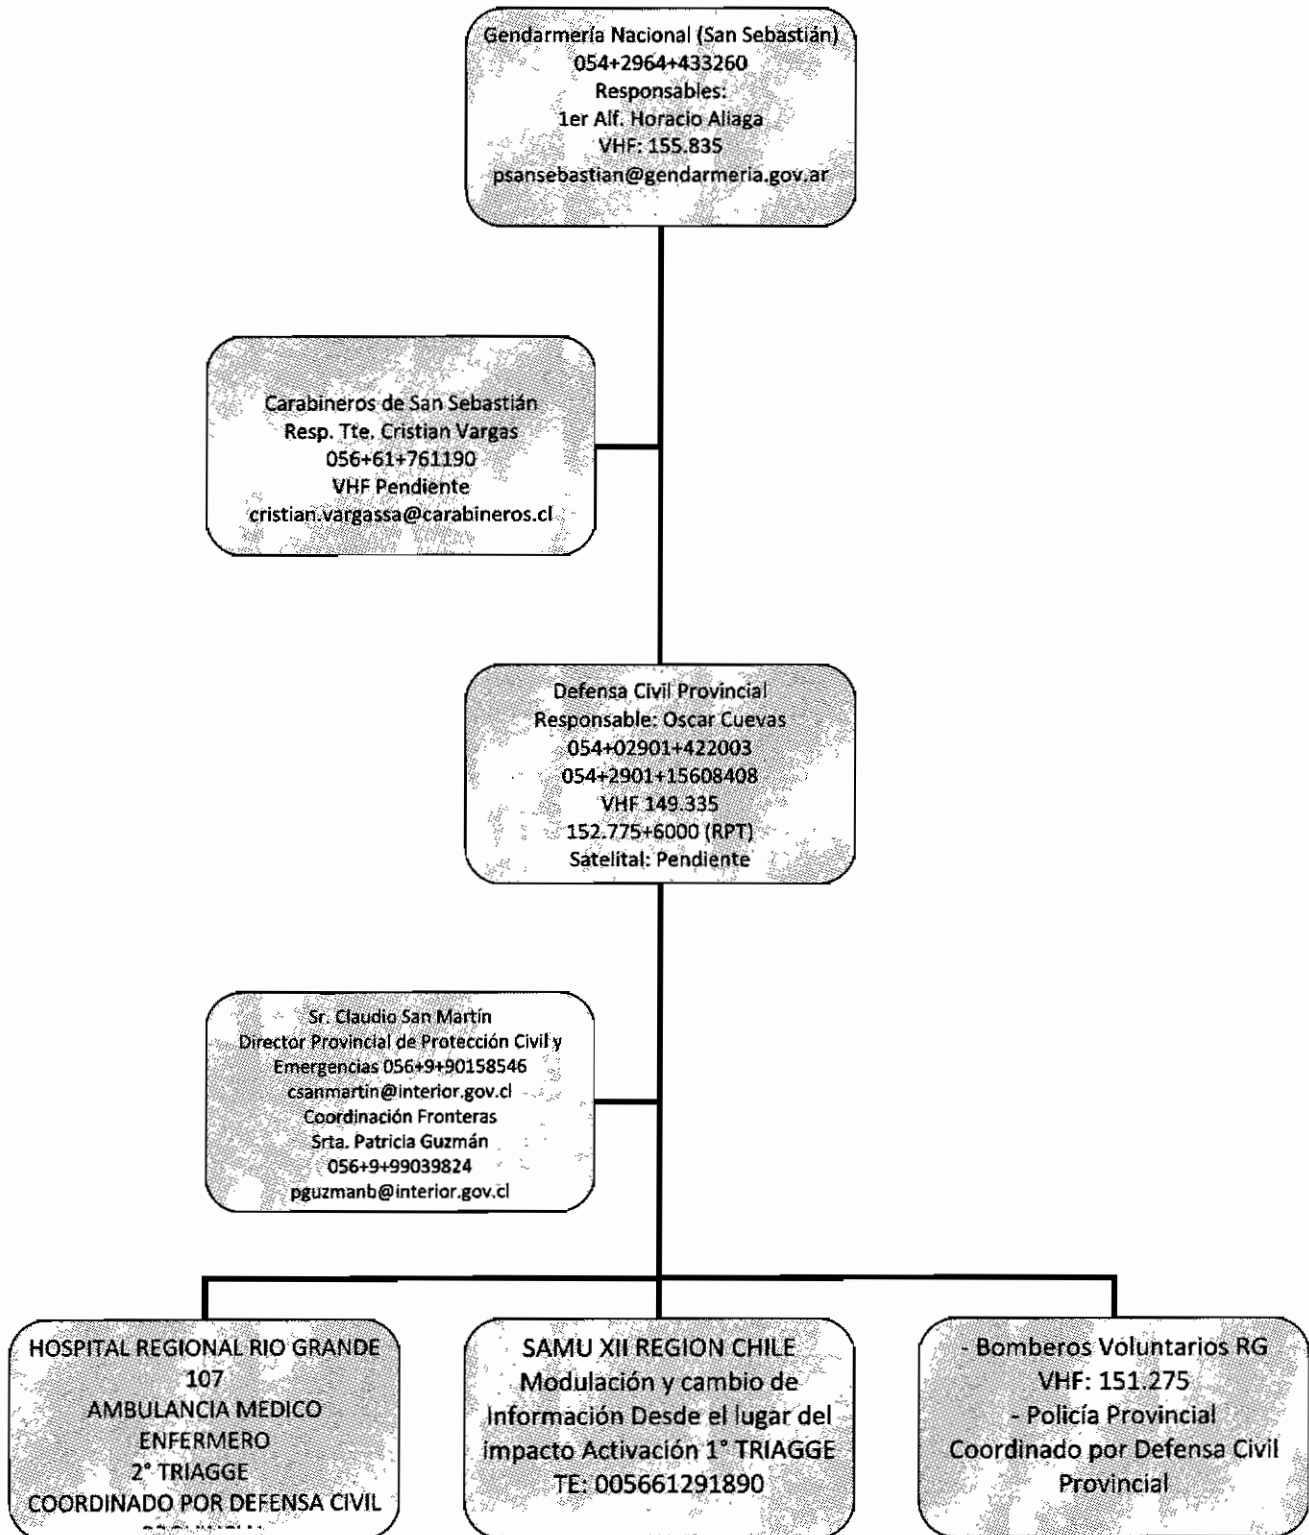 Gendarmería Nacional (San Sebastián)
054+2964+433260
Responsables:
1er Alf. Horacio Aliaga
VHF: 155.835
psansebastian@gendarmeria.gov.ar
Carabineros de San Sebastián
Resp. Tte. Cristian Vargas
056+61+761190
VHF Pendiente
cristian.vargassa@carabineros.cl
Defensa Civil Provincial
Responsable: Oscar Cuevas
054+02901+422003
054+2901+15608408
VHF 149.335
152.775+6000 (RPT)
Satelital: Pendiente
Sr. Claudio San Martín
Director Provincial de Protección Civil y
Emergencias 056+9+90158546
csanmartin@interior.gov.cl
Coordinación Fronteras
Srta. Patricia Guzmán
056+9+99039824
pguzmanb@interior.gov.cl
HOSPITAL REGIONAL RIO GRANDE
107
AMBULANCIA MEDICO
ENFERMERO
2° TRIAGGE
COORDINADO POR DEFENSA CIVIL
SAMU XII REGION CHILE
Modulación y cambio de
Información Desde el lugar del
impacto Activación 1° TRIAGGE
TE: 005661291890
- Bomberos Voluntarios RG
VHF: 151.275
- Policía Provincial
Coordinado por Defensa Civil
Provincial